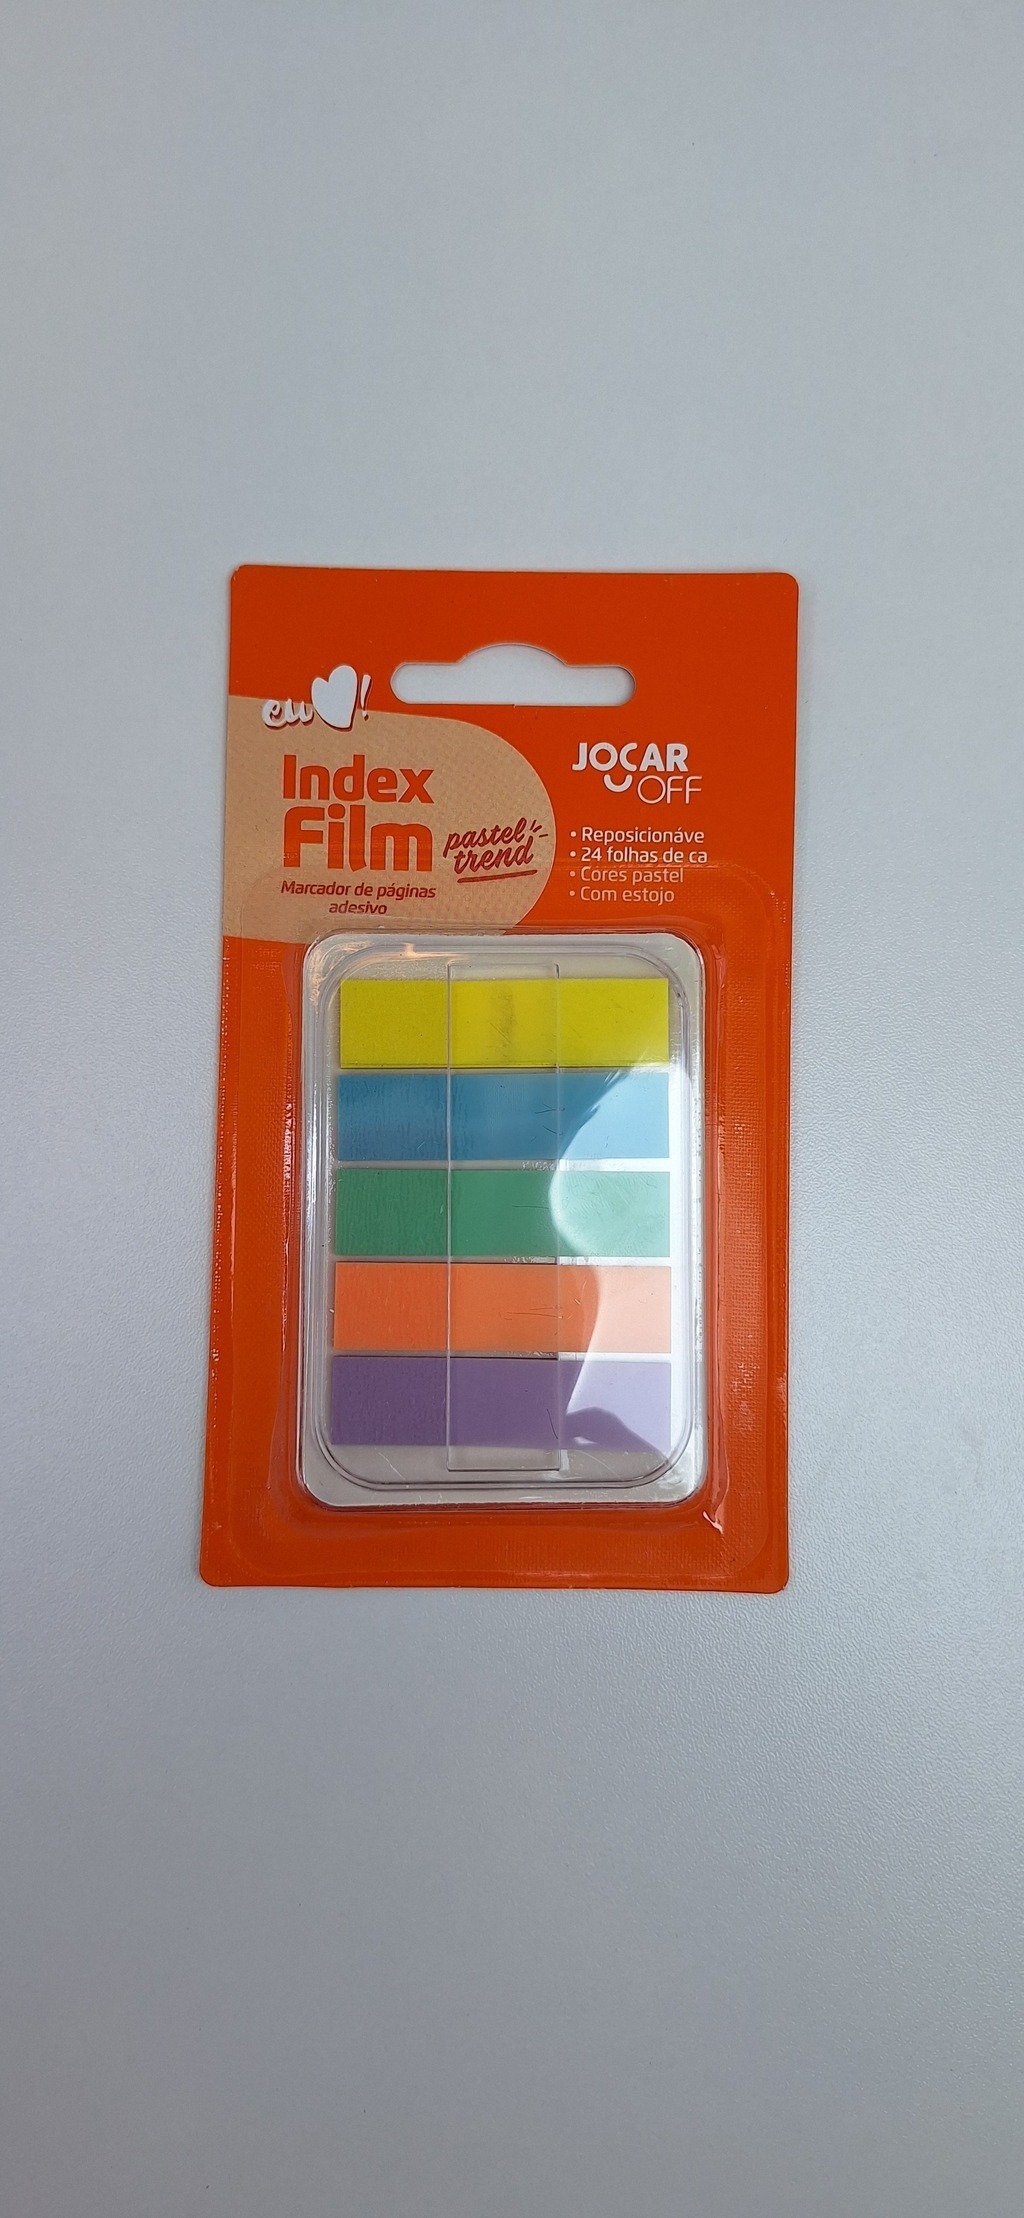 eu !
Index
Film
pastel
trend
Marcador de páginas
adesivo
JOCAR
OFF
• Reposicionáve
• 24 folhas de ca
• Cores pastel
• Com estojo